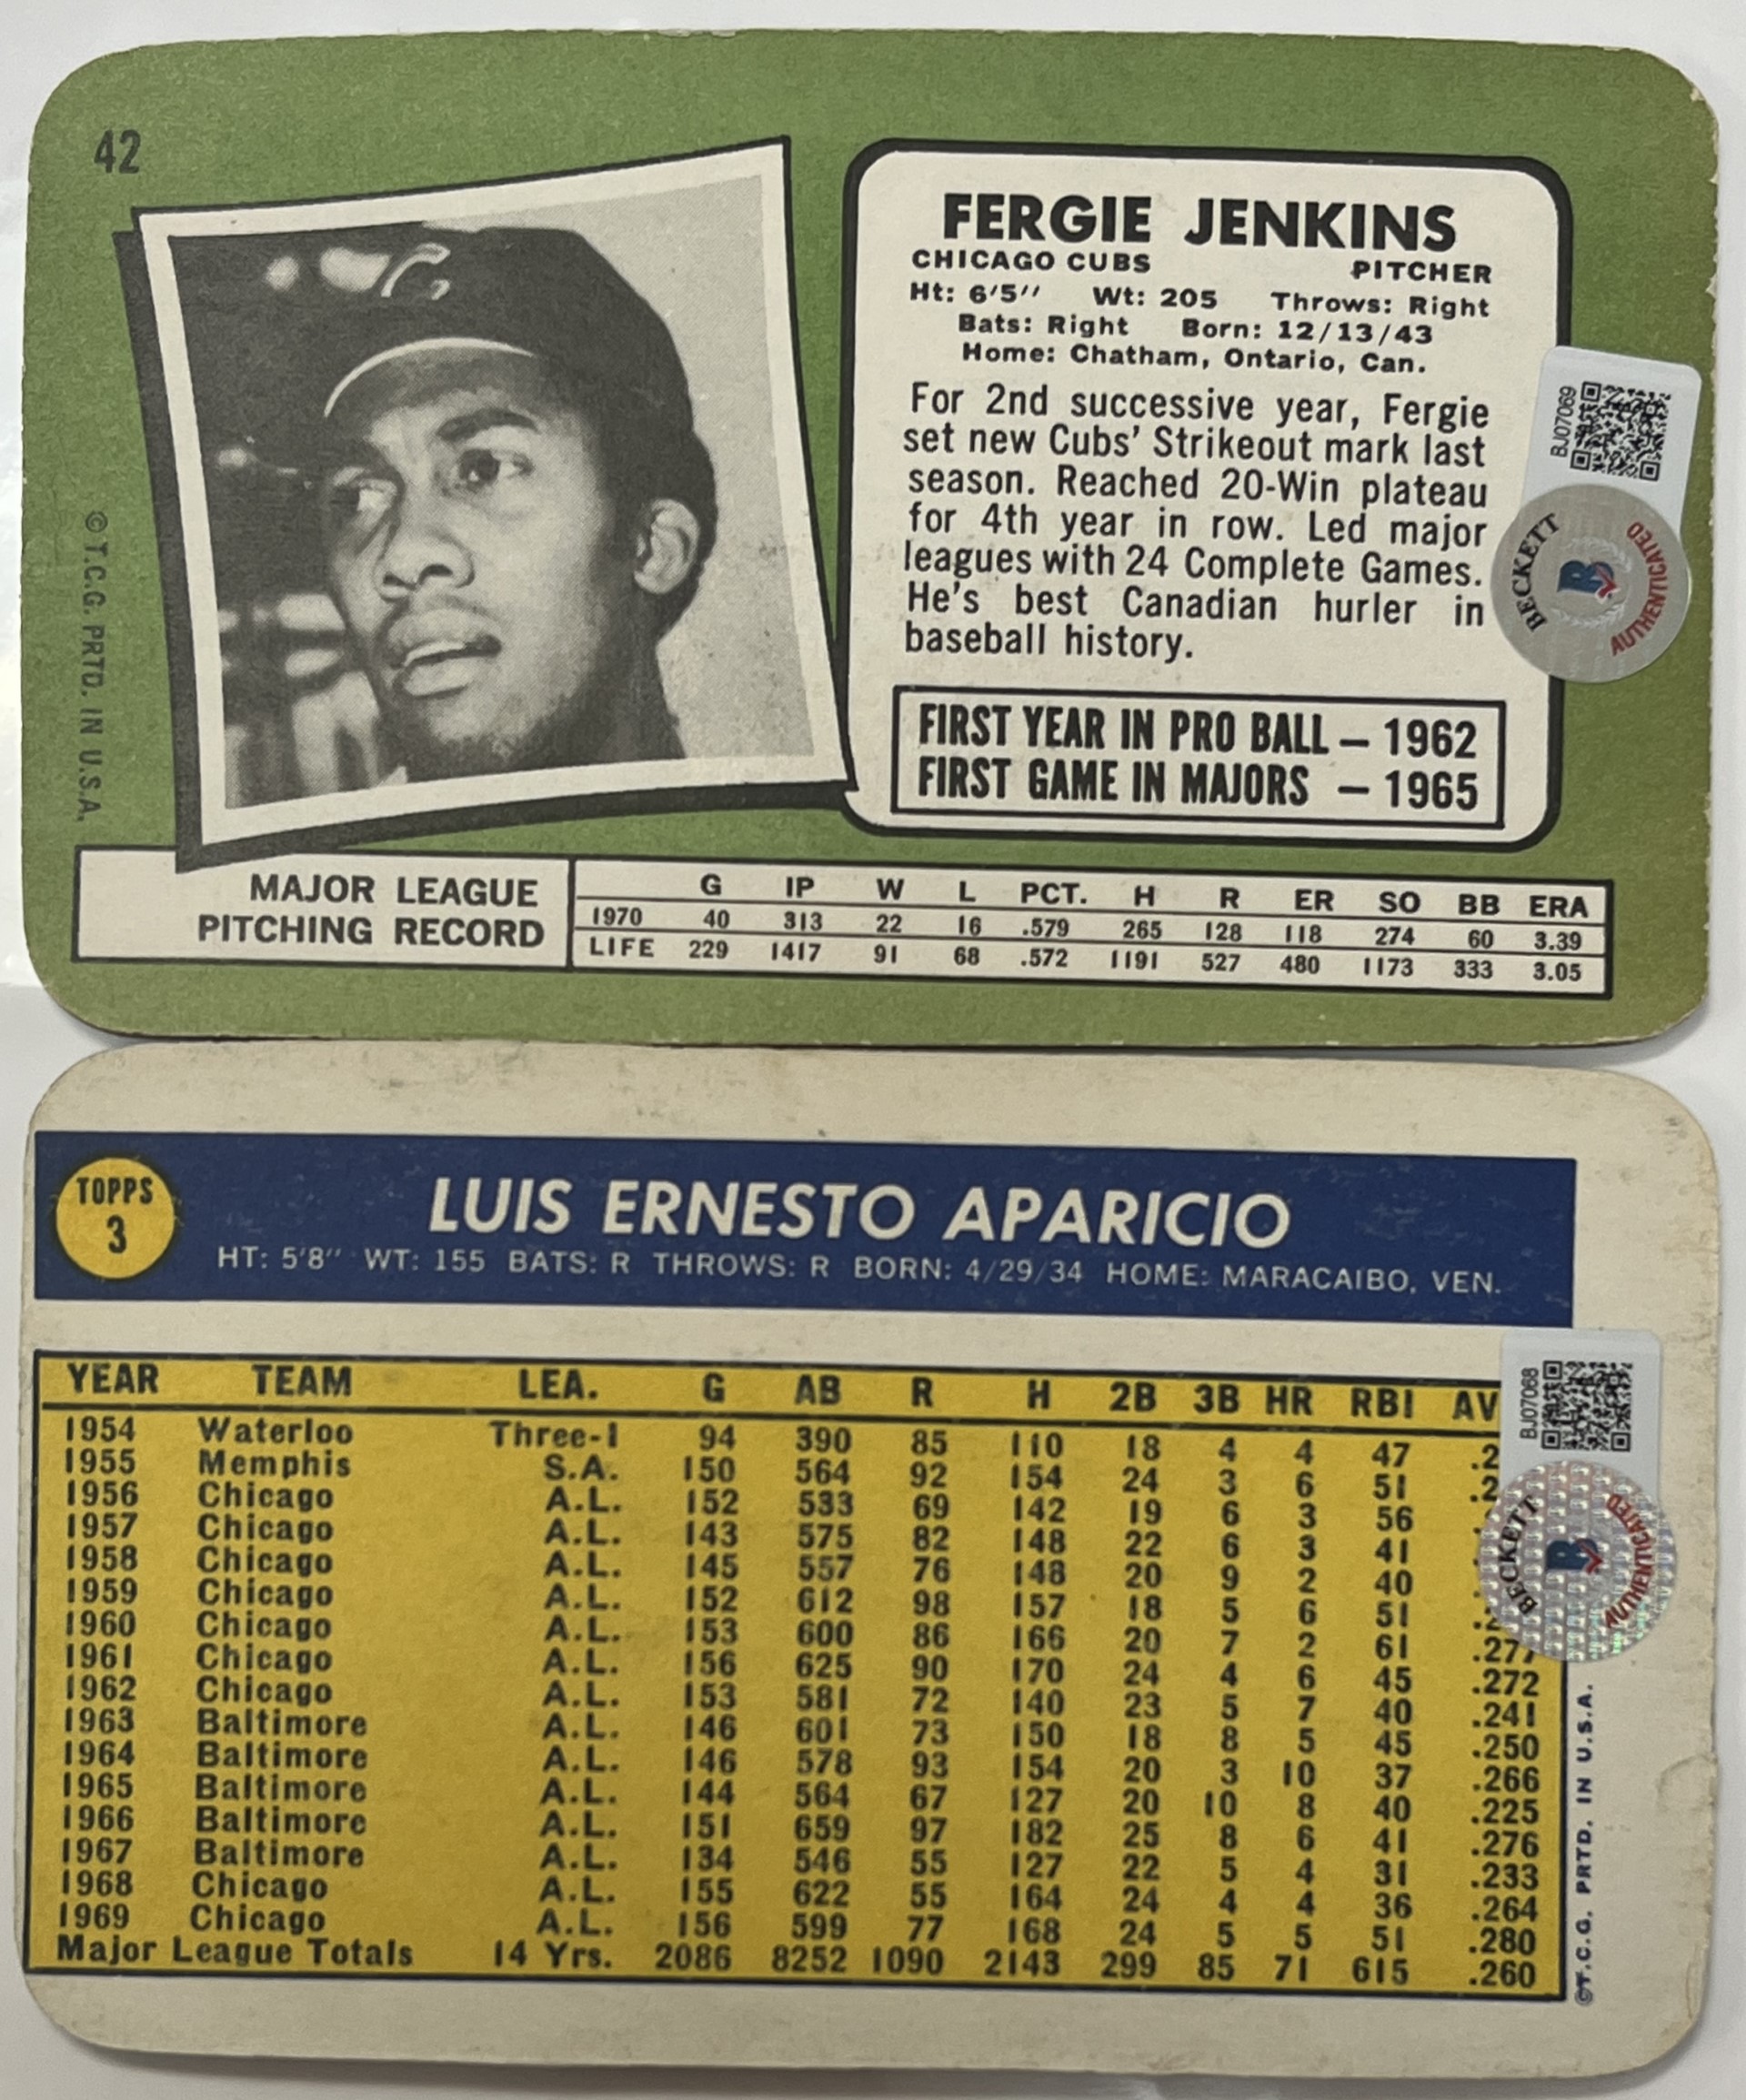 42
FERGIE JENKINS
CHICAGO CUBS PITCHER
Ht: 6'5" Wt: 205 Throws: Right
Bats: Right Born: 12/13/43
Home: Chatham, Ontario, Can.
For 2nd successive year, Fergie
set new Cubs' Strikeout mark last
season. Reached 20-Win plateau
for 4th year in row. Led major
leagues with 24 Complete Games.
He's best Canadian hurler in
baseball history.
FIRST YEAR IN PRO BALL – 1962
FIRST GAME IN MAJORS – 1965
BJ07069
BECKETT
B
AUTHENTICATED
© T.C.G. PRTD. IN U.S.A.
MAJOR LEAGUE
PITCHING RECORD
G IP W L PCT. H R ER SO BB ERA
1970 40 313 22 16 .579 265 128 118 274 60 3.39
LIFE 229 1417 91 68 .572 1191 527 480 1173 333 3.05
TOPPS
3
LUIS ERNESTO APARICIO
HT: 5'8" WT: 155 BATS: R THROWS: R BORN: 4/29/34 HOME: MARACAIBO, VEN.
YEAR TEAM LEA. G AB R H 2B 3B HR RBI AV
1954 Waterloo Three-I 94 390 85 110 18 4 4 47 .2
1955 Memphis S.A. 150 564 92 154 24 3 6 51 .2
1956 Chicago A.L. 152 533 69 142 19 6 3 56
1957 Chicago A.L. 143 575 82 148 22 6 3 41
1958 Chicago A.L. 145 557 76 148 20 9 2 40
1959 Chicago A.L. 152 612 98 157 18 5 6 51 .2
1960 Chicago A.L. 153 600 86 166 20 7 2 61 .277
1961 Chicago A.L. 156 625 90 170 24 4 6 45 .272
1962 Chicago A.L. 153 581 72 140 23 5 7 40 .241
1963 Baltimore A.L. 146 601 73 150 18 8 5 45 .250
1964 Baltimore A.L. 146 578 93 154 20 3 10 37 .266
1965 Baltimore A.L. 144 564 67 127 20 10 8 40 .225
1966 Baltimore A.L. 151 659 97 182 25 8 6 41 .276
1967 Baltimore A.L. 134 546 55 127 22 5 4 31 .233
1968 Chicago A.L. 155 622 55 164 24 4 4 36 .264
1969 Chicago A.L. 156 599 77 168 24 5 5 51 .280
Major League Totals 14 Yrs. 2086 8252 1090 2143 299 85 71 615 .260
BJ07068
BECKETT
B
AUTHENTICATED
©T.C.G. PRTD. IN U.S.A.